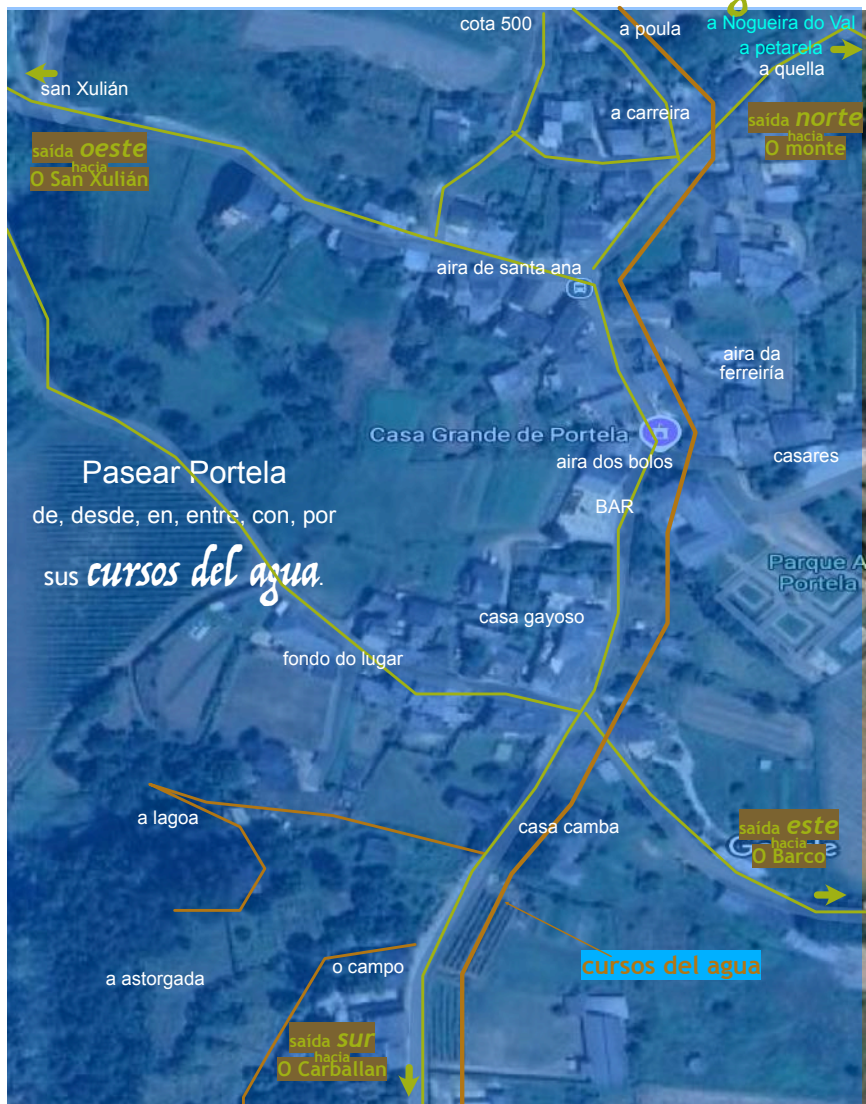 cota 500
a poula
a Nogueira do Val
a petarela
a quella
san Xulián
a carreira
saída norte
hacia
O monte
saída oeste
hacia
O San Xulián
aira de santa ana
aira da
ferreiría
Casa Grande de Portela
aira dos bolos
casares
Pasear Portela
BAR
de, desde, en, entre, con, por
sus cursos del agua.
Parque A
Portela
casa gayoso
fondo do lugar
a lagoa
casa camba
saída este
hacia
O Barco
cursos del agua
o campo
a astorgada
saída sur
hacia
O Carballan